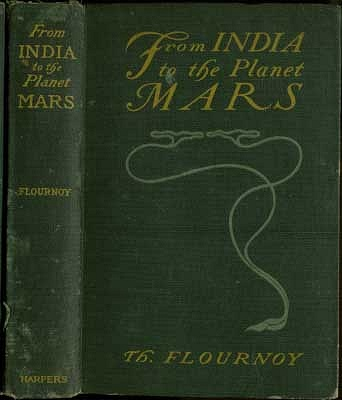 From
INDIA
to the
Planet
MARS
FLOURNOY
HARPERS
From INDIA
to the Planet
MARS
Th. FLOURNOY